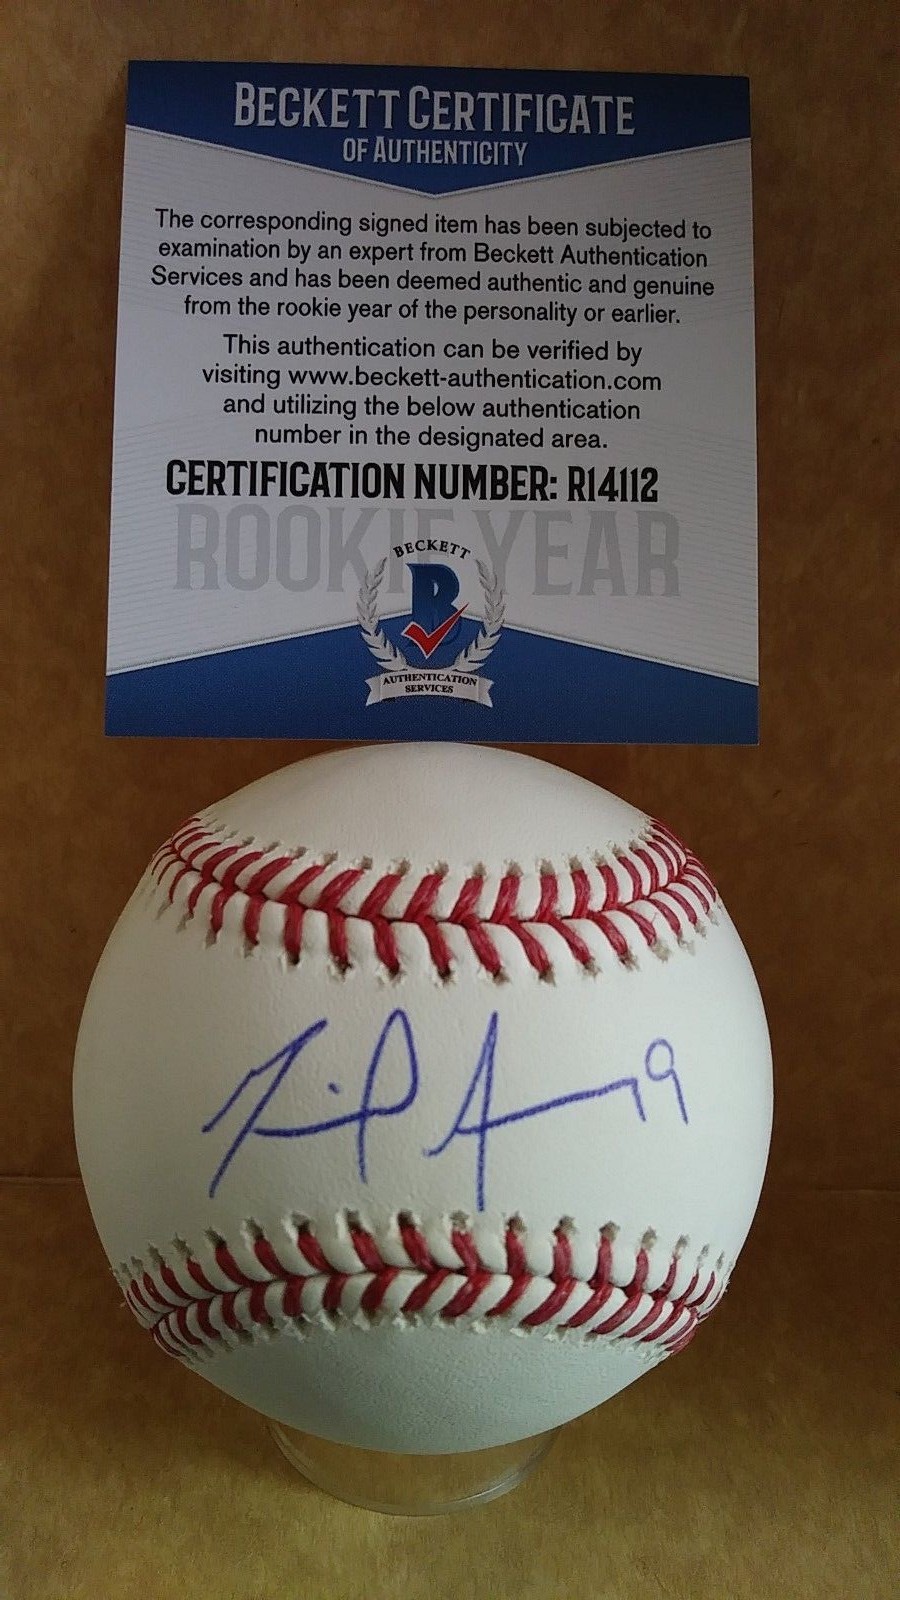 BECKETT CERTIFICATE
OF AUTHENTICITY
The corresponding signed item has been subjected to
examination by an expert from Beckett Authentication
Services and has been deemed authentic and genuine
from the rookie year of the personality or earlier.
This authentication can be verified by
visiting www.beckett-authentication.com
and utilizing the below authentication
number in the designated area.
CERTIFICATION NUMBER: R14112
ROOKIE YEAR
BECKETT
B
AUTHENTICATION
SERVICES
19